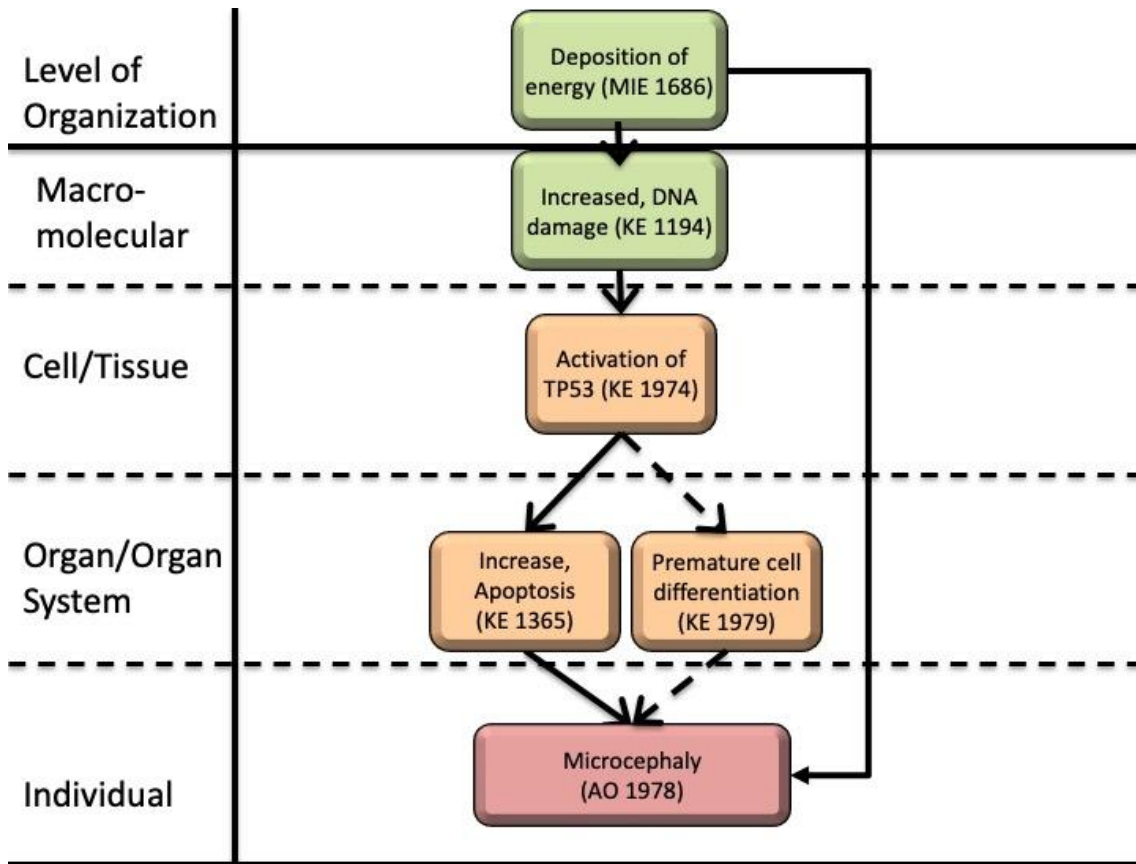 Level of
Organization
Deposition of
energy (MIE 1686)
Macro-
molecular
Increased, DNA
damage (KE 1194)
Cell/Tissue
Activation of
TP53 (KE 1974)
Organ/Organ
System
Increase,
Apoptosis
(KE 1365)
Premature cell
differentiation
(KE 1979)
Individual
Microcephaly
(AO 1978)